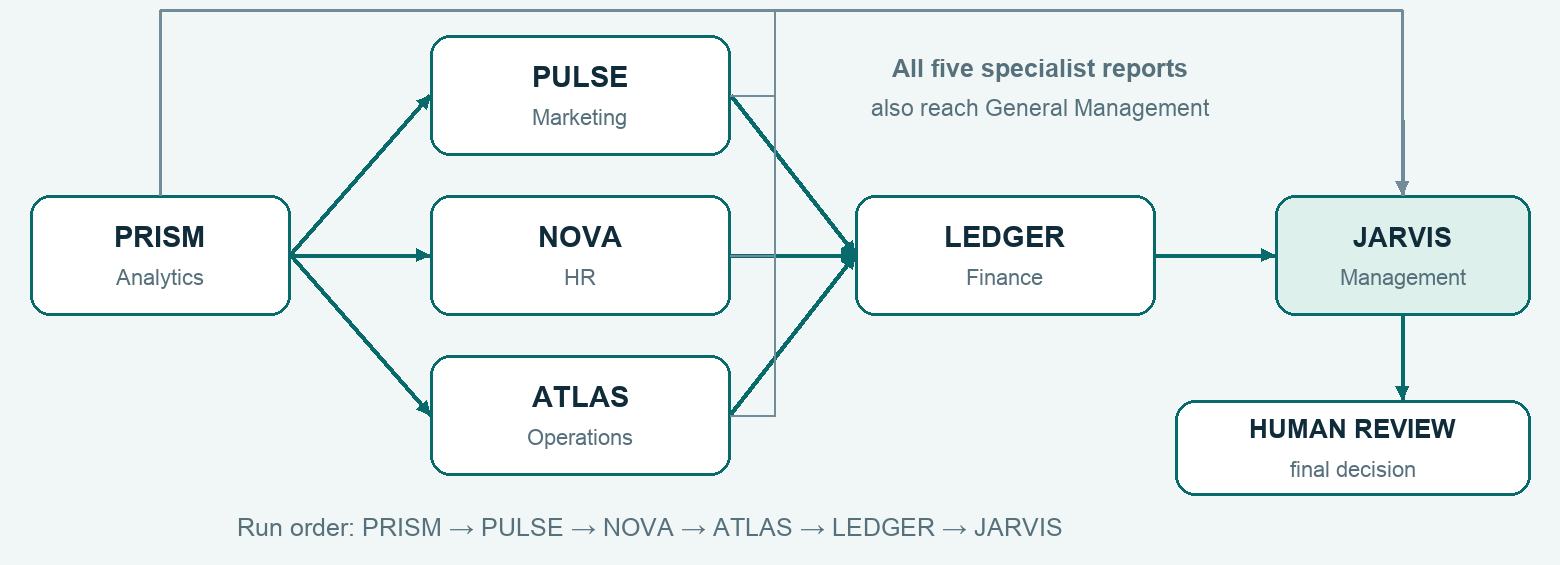 All five specialist reports
also reach General Management
PULSE
Marketing
PRISM
Analytics
NOVA
HR
LEDGER
Finance
JARVIS
Management
ATLAS
Operations
HUMAN REVIEW
final decision
Run order: PRISM → PULSE → NOVA → ATLAS → LEDGER → JARVIS